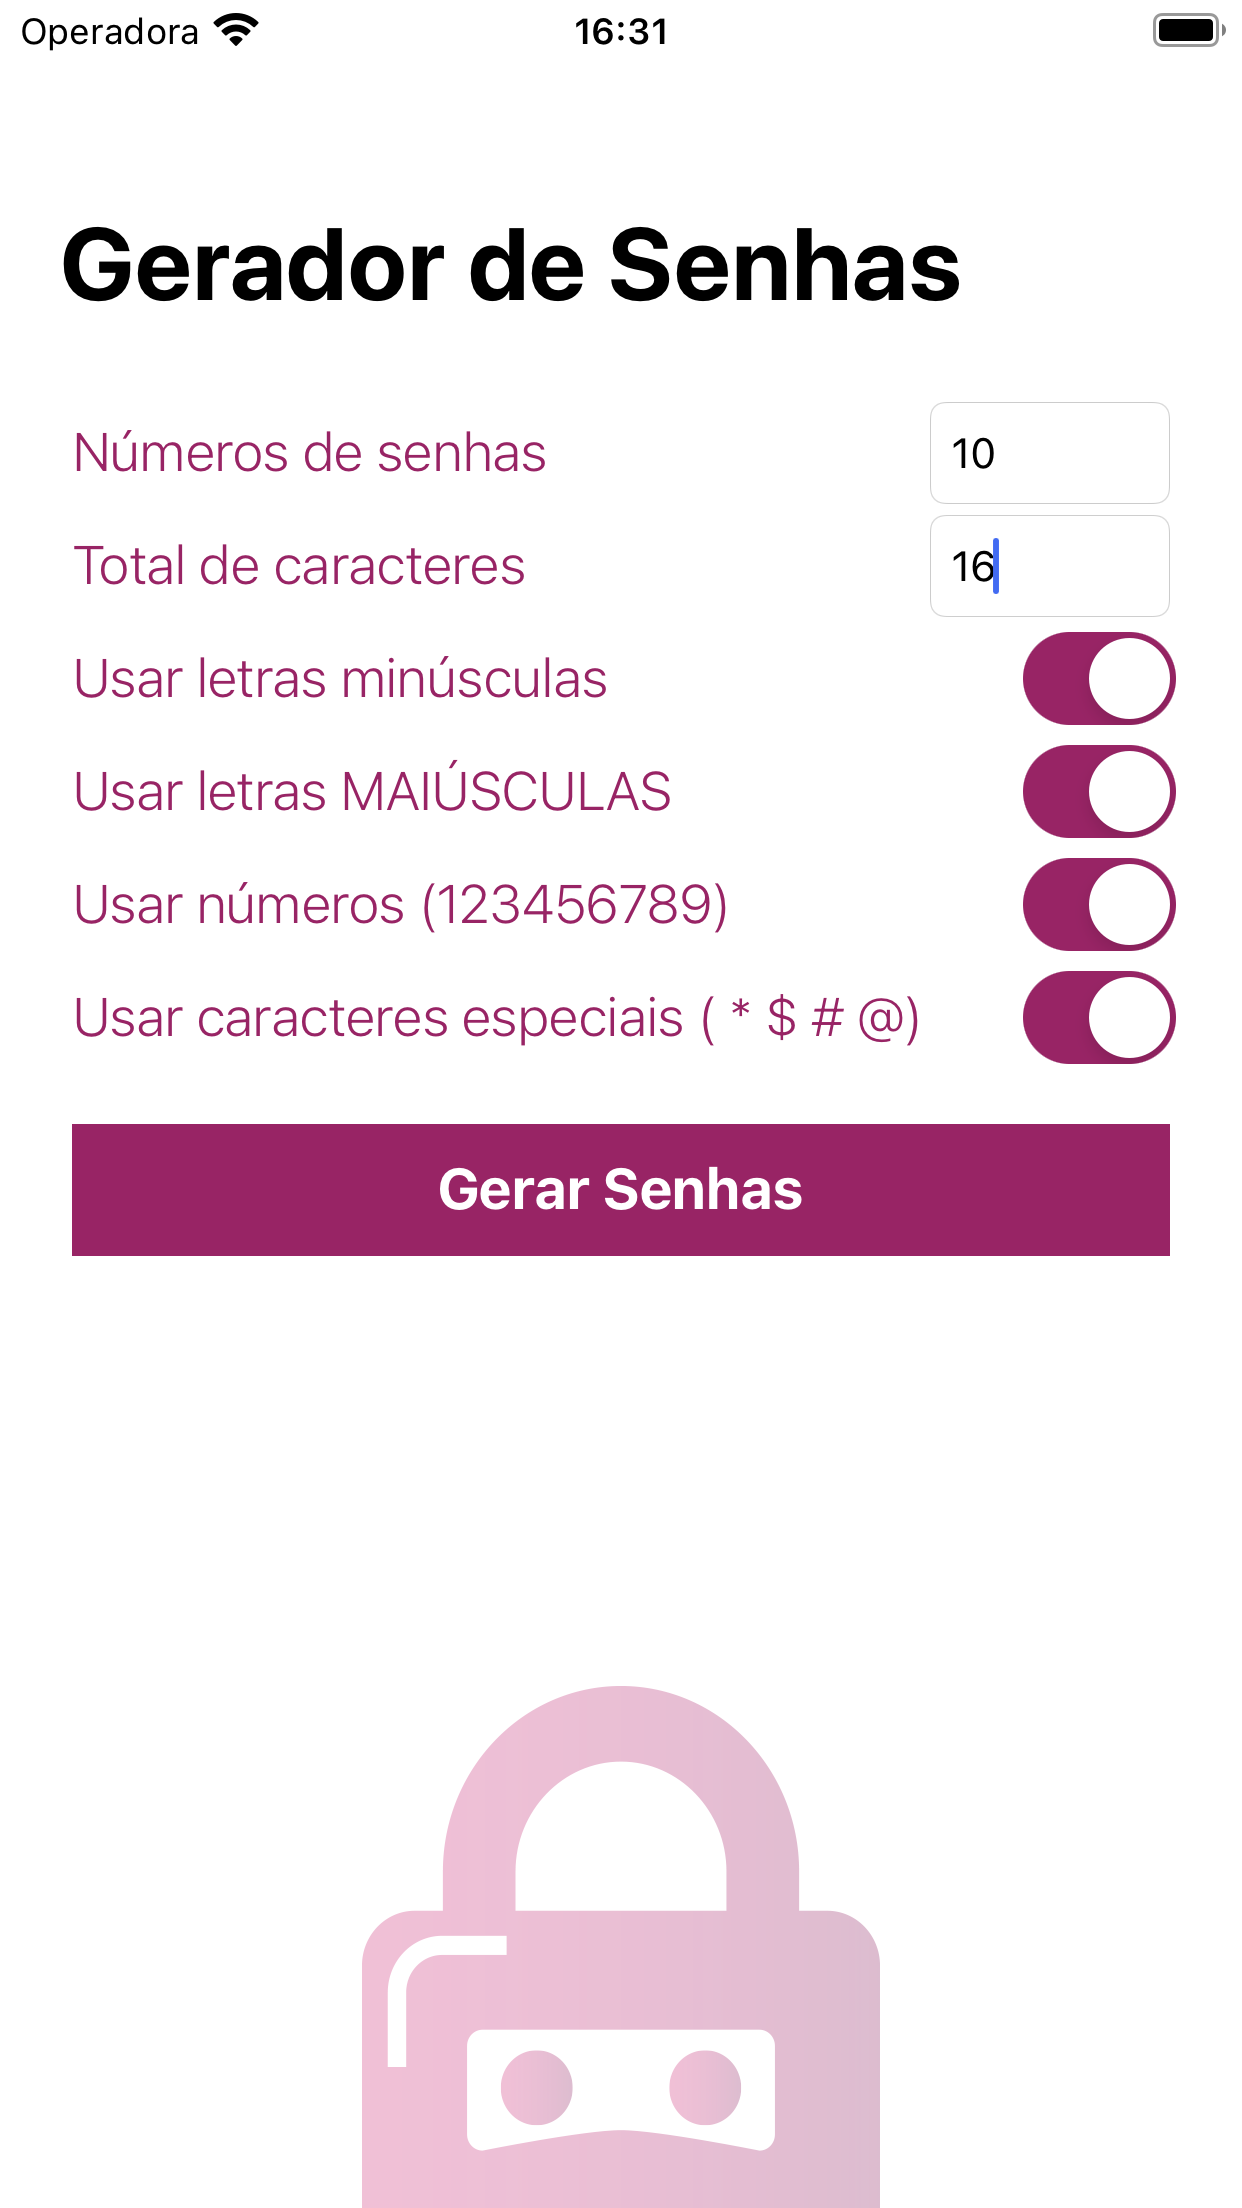 Operadora 16:31
Gerador de Senhas
Números de senhas 10
Total de caracteres 16
Usar letras minúsculas
Usar letras MAIÚSCULAS
Usar números (123456789)
Usar caracteres especiais ( * $ # @)
Gerar Senhas